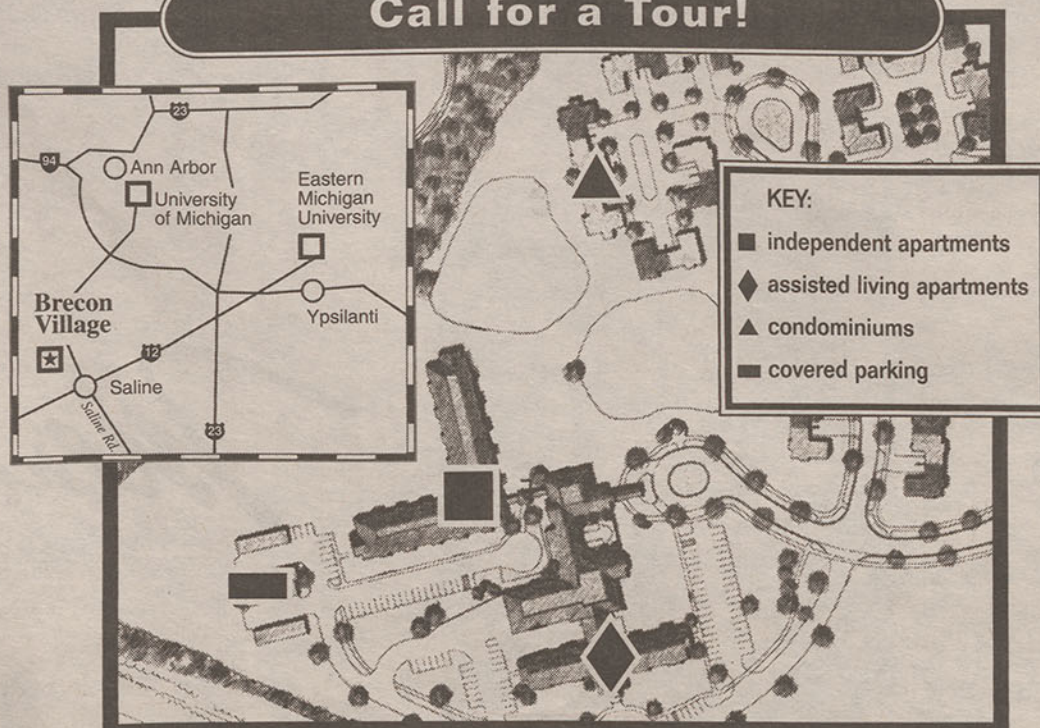 Call for a Tour!
23
94
Ann Arbor
University
of Michigan
Eastern
Michigan
University
Brecon
Village
Ypsilanti
12
Saline
Saline Rd.
23
KEY:
independent apartments
assisted living apartments
condominiums
covered parking